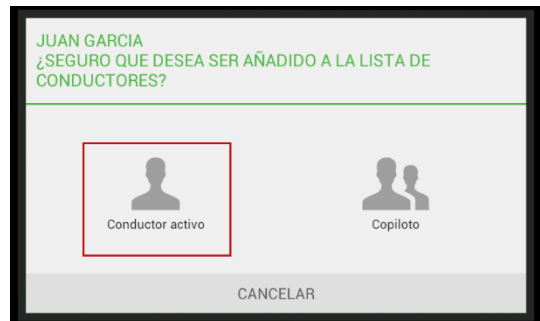 JUAN GARCIA
¿SEGURO QUE DESEA SER AÑADIDO A LA LISTA DE
CONDUCTORES?
Conductor activo
Copiloto
CANCELAR